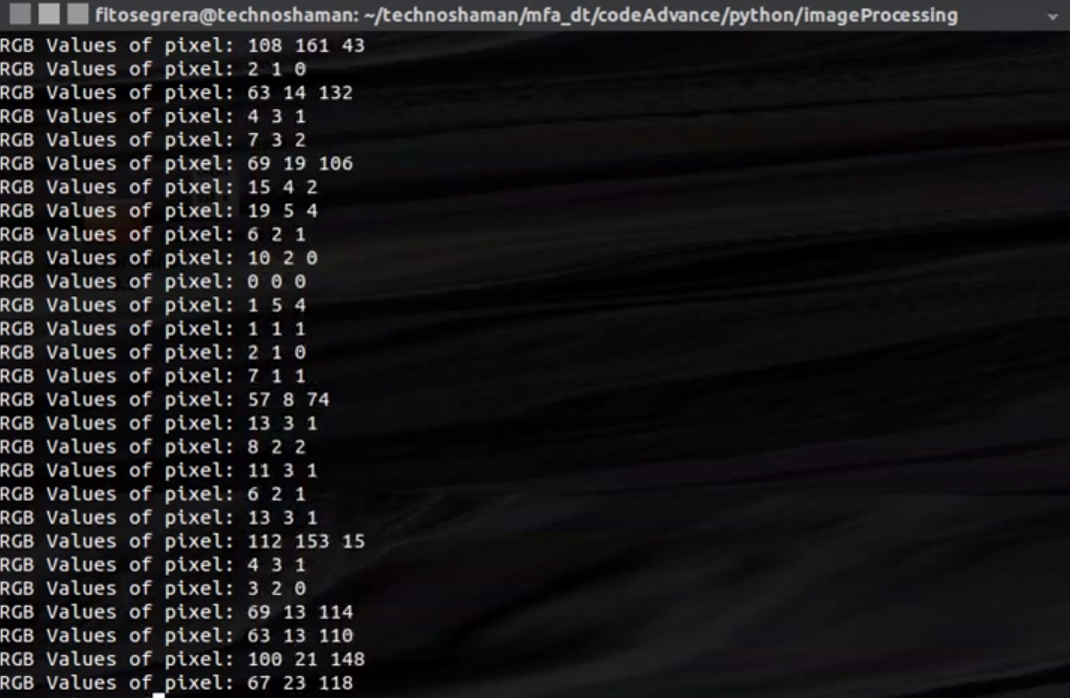 fitosegrera@technoshaman: ~/technoshaman/mfa_dt/codeAdvance/python/imageProcessing
RGB Values of pixel: 108 161 43
RGB Values of pixel: 2 1 0
RGB Values of pixel: 63 14 132
RGB Values of pixel: 4 3 1
RGB Values of pixel: 7 3 2
RGB Values of pixel: 69 19 106
RGB Values of pixel: 15 4 2
RGB Values of pixel: 19 5 4
RGB Values of pixel: 6 2 1
RGB Values of pixel: 10 2 0
RGB Values of pixel: 0 0 0
RGB Values of pixel: 1 5 4
RGB Values of pixel: 1 1 1
RGB Values of pixel: 2 1 0
RGB Values of pixel: 7 1 1
RGB Values of pixel: 57 8 74
RGB Values of pixel: 13 3 1
RGB Values of pixel: 8 2 2
RGB Values of pixel: 11 3 1
RGB Values of pixel: 6 2 1
RGB Values of pixel: 13 3 1
RGB Values of pixel: 112 153 15
RGB Values of pixel: 4 3 1
RGB Values of pixel: 3 2 0
RGB Values of pixel: 69 13 114
RGB Values of pixel: 63 13 110
RGB Values of pixel: 100 21 148
RGB Values of pixel: 67 23 118